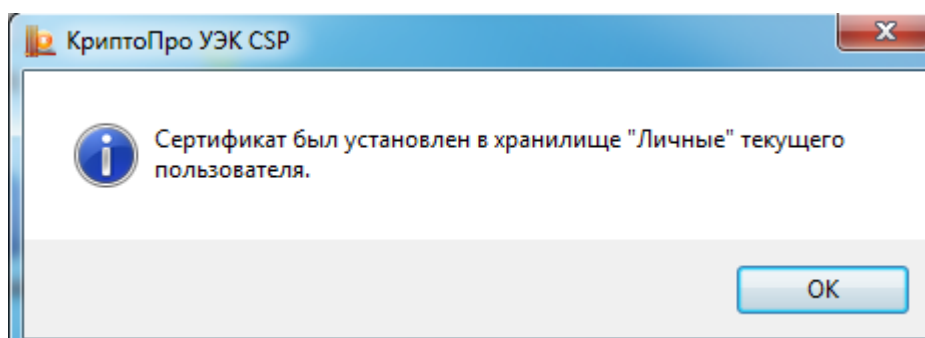 КриптоПро УЭК CSP
Сертификат был установлен в хранилище "Личные" текущего
пользователя.
OK